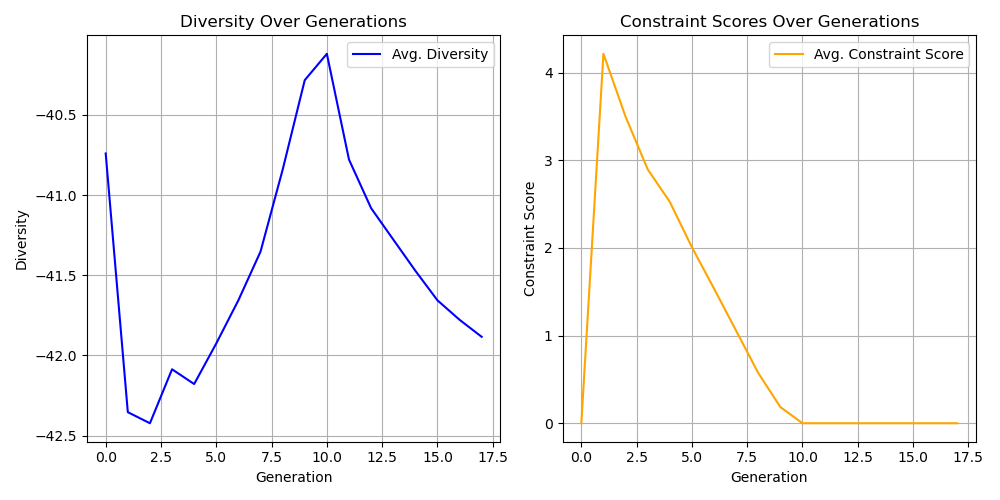 Diversity Over Generations
Avg. Diversity
−40.5
−41.0
−41.5
−42.0
−42.5
Diversity
0.0 2.5 5.0 7.5 10.0 12.5 15.0 17.5
Generation
Constraint Scores Over Generations
Avg. Constraint Score
4
3
2
1
0
Constraint Score
0.0 2.5 5.0 7.5 10.0 12.5 15.0 17.5
Generation